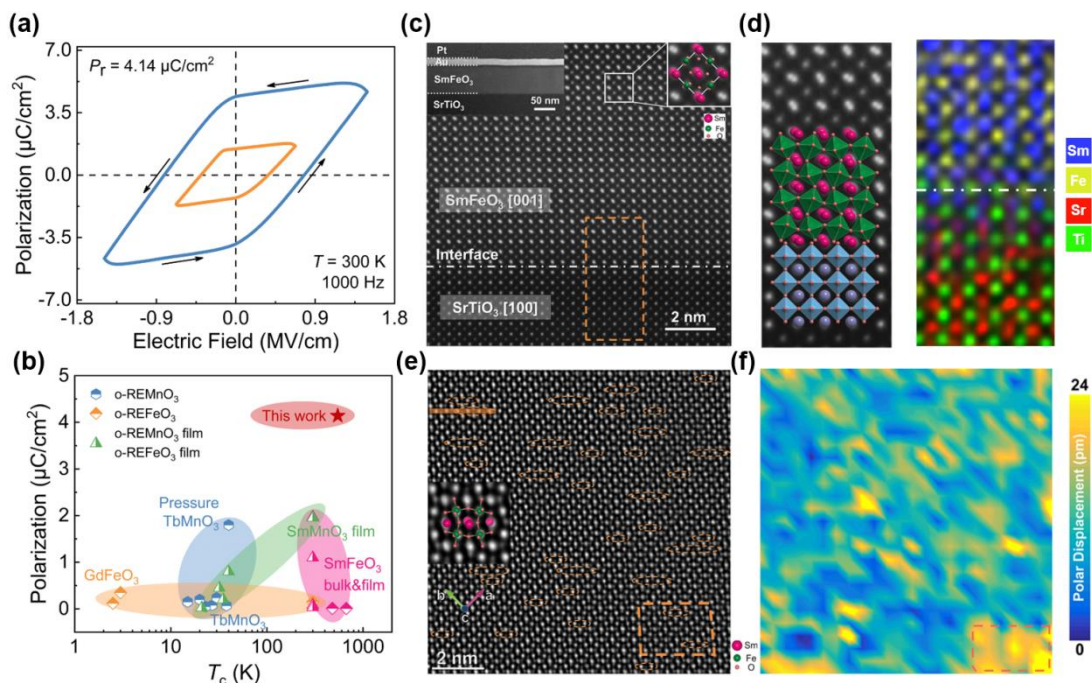 (a)
7.0
3.5
0.0
-3.5
-7.0
Polarization (μC/cm²)
Pr = 4.14 μC/cm²
T = 300 K
1000 Hz
-1.8 -0.9 0.0 0.9 1.8
Electric Field (MV/cm)
(b)
5
4
3
2
1
0
Polarization (μC/cm²)
o-REMnO₃
o-REFeO₃
o-REMnO₃ film
o-REFeO₃ film
This work
Pressure
TbMnO₃
SmMnO₃ film
GdFeO₃
SmFeO₃
bulk&film
TbMnO₃
1 10 100 1000
Tc (K)
(c)
Pt
Au
SmFeO₃
SrTiO₃
50 nm
Sm
Fe
O
SmFeO₃ [001]
Interface
SrTiO₃ [100]
2 nm
(d)
Sm
Fe
Sr
Ti
(e)
b
a
c
2 nm
Sm
Fe
O
(f)
24
Polar Displacement (pm)
0